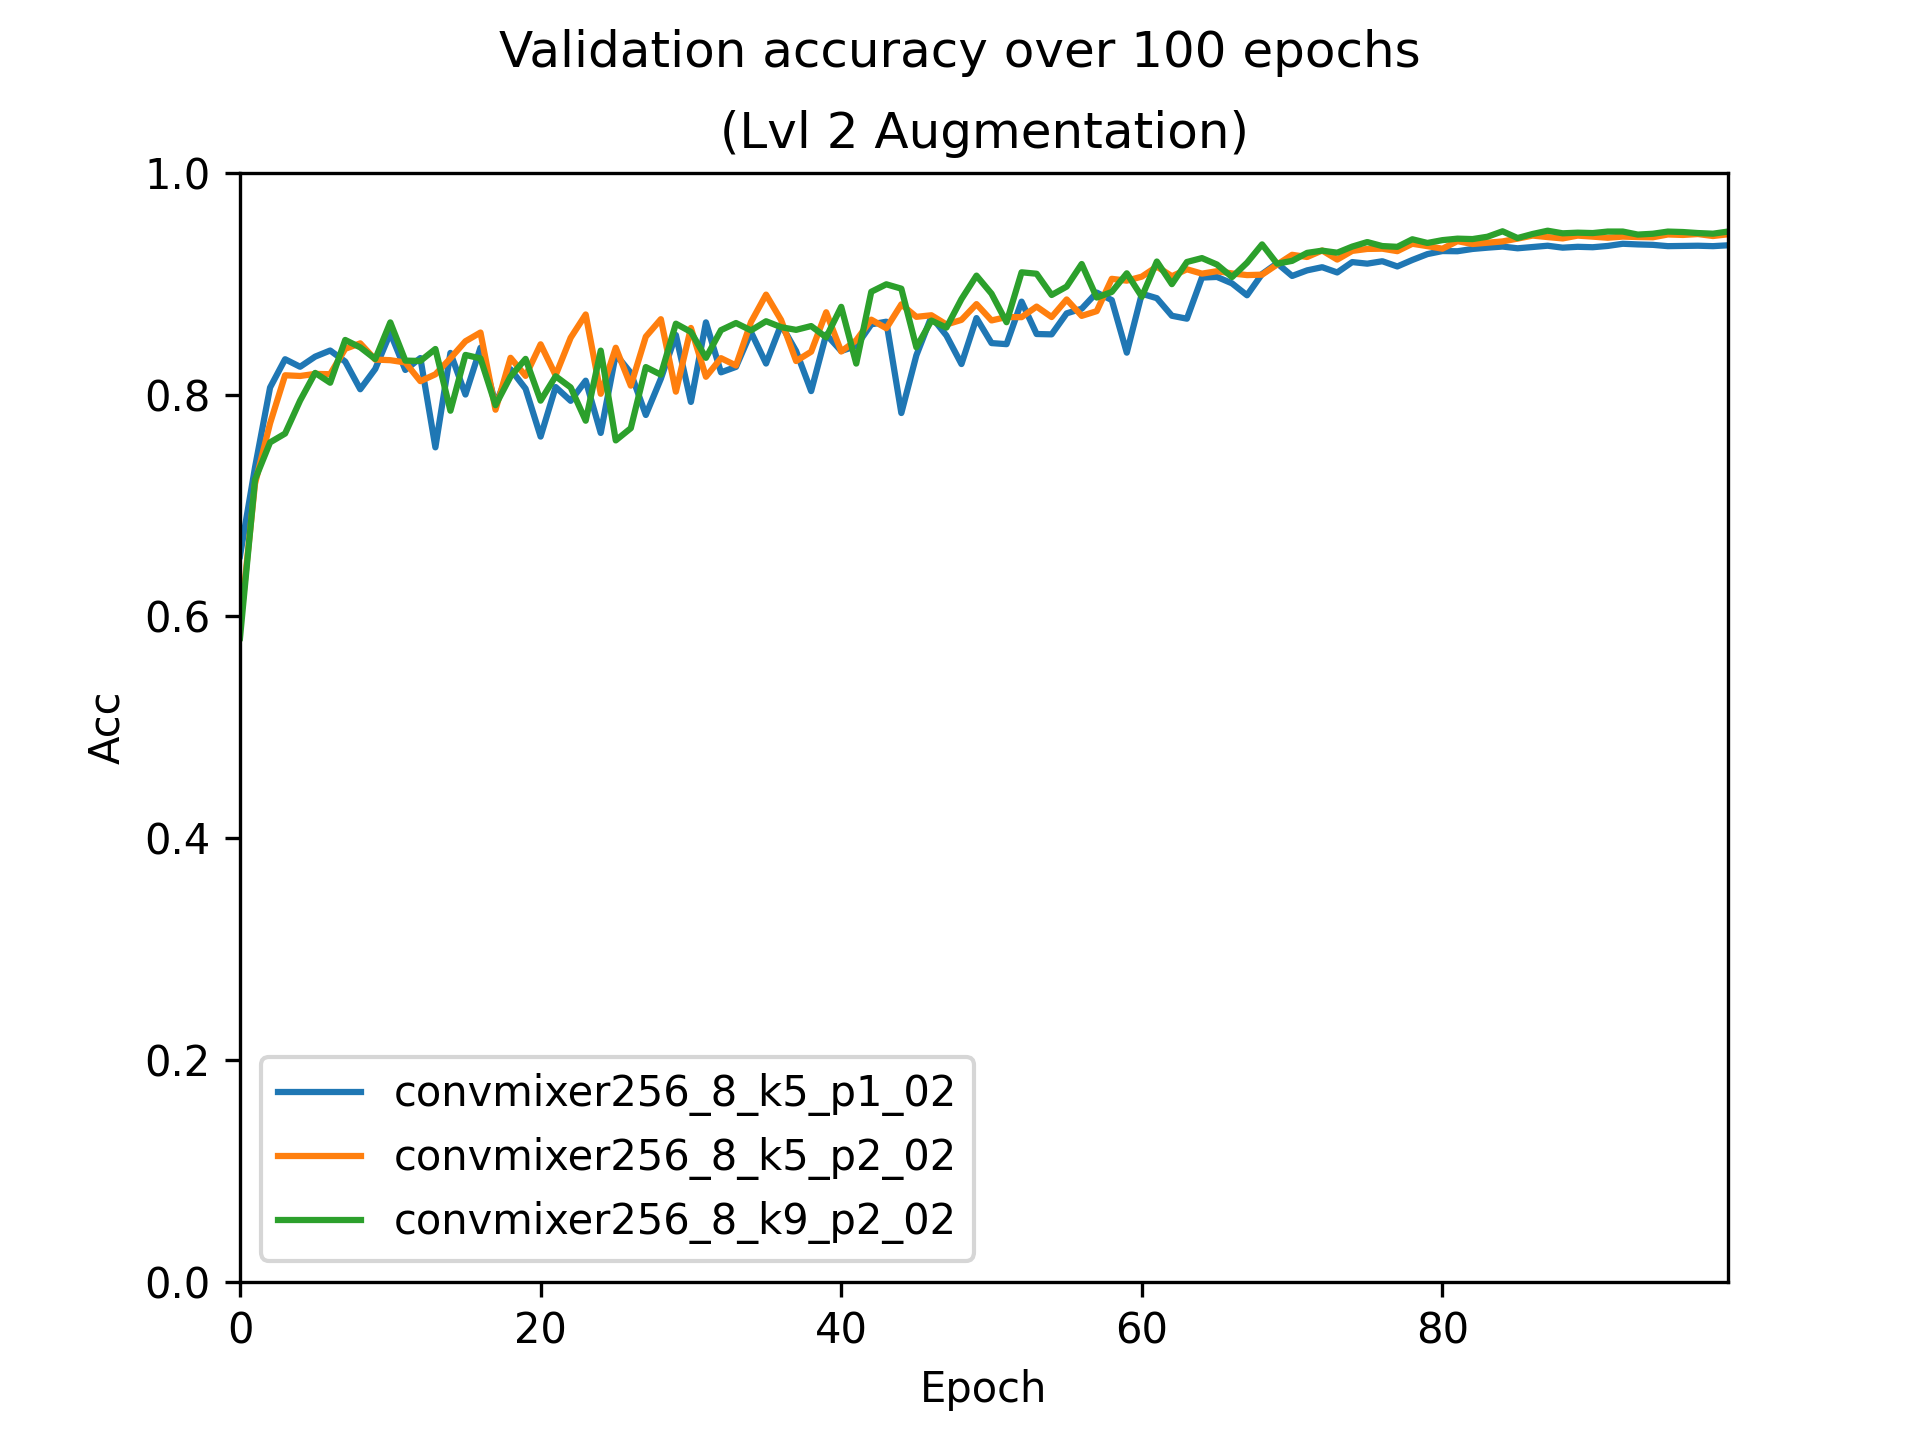 Validation accuracy over 100 epochs
(Lvl 2 Augmentation)
1.0
0.8
0.6
0.4
0.2
0.0
Acc
convmixer256_8_k5_p1_02
convmixer256_8_k5_p2_02
convmixer256_8_k9_p2_02
0 20 40 60 80
Epoch